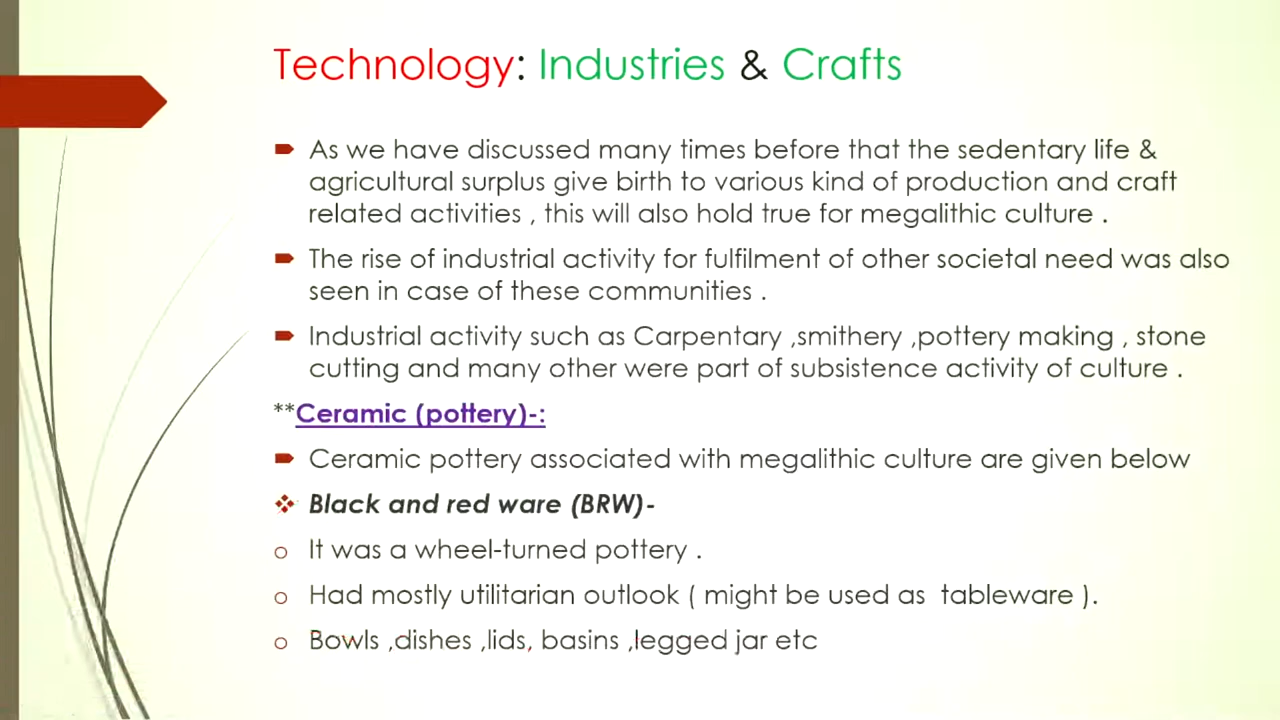 Technology: Industries & Crafts
As we have discussed many times before that the sedentary life &
agricultural surplus give birth to various kind of production and craft
related activities , this will also hold true for megalithic culture .
The rise of industrial activity for fulfilment of other societal need was also
seen in case of these communities .
Industrial activity such as Carpentary ,smithery ,pottery making , stone
cutting and many other were part of subsistence activity of culture .
**Ceramic (pottery)-:
Ceramic pottery associated with megalithic culture are given below
Black and red ware (BRW)-
It was a wheel-turned pottery .
Had mostly utilitarian outlook ( might be used as tableware ).
Bowls ,dishes ,lids, basins ,legged jar etc